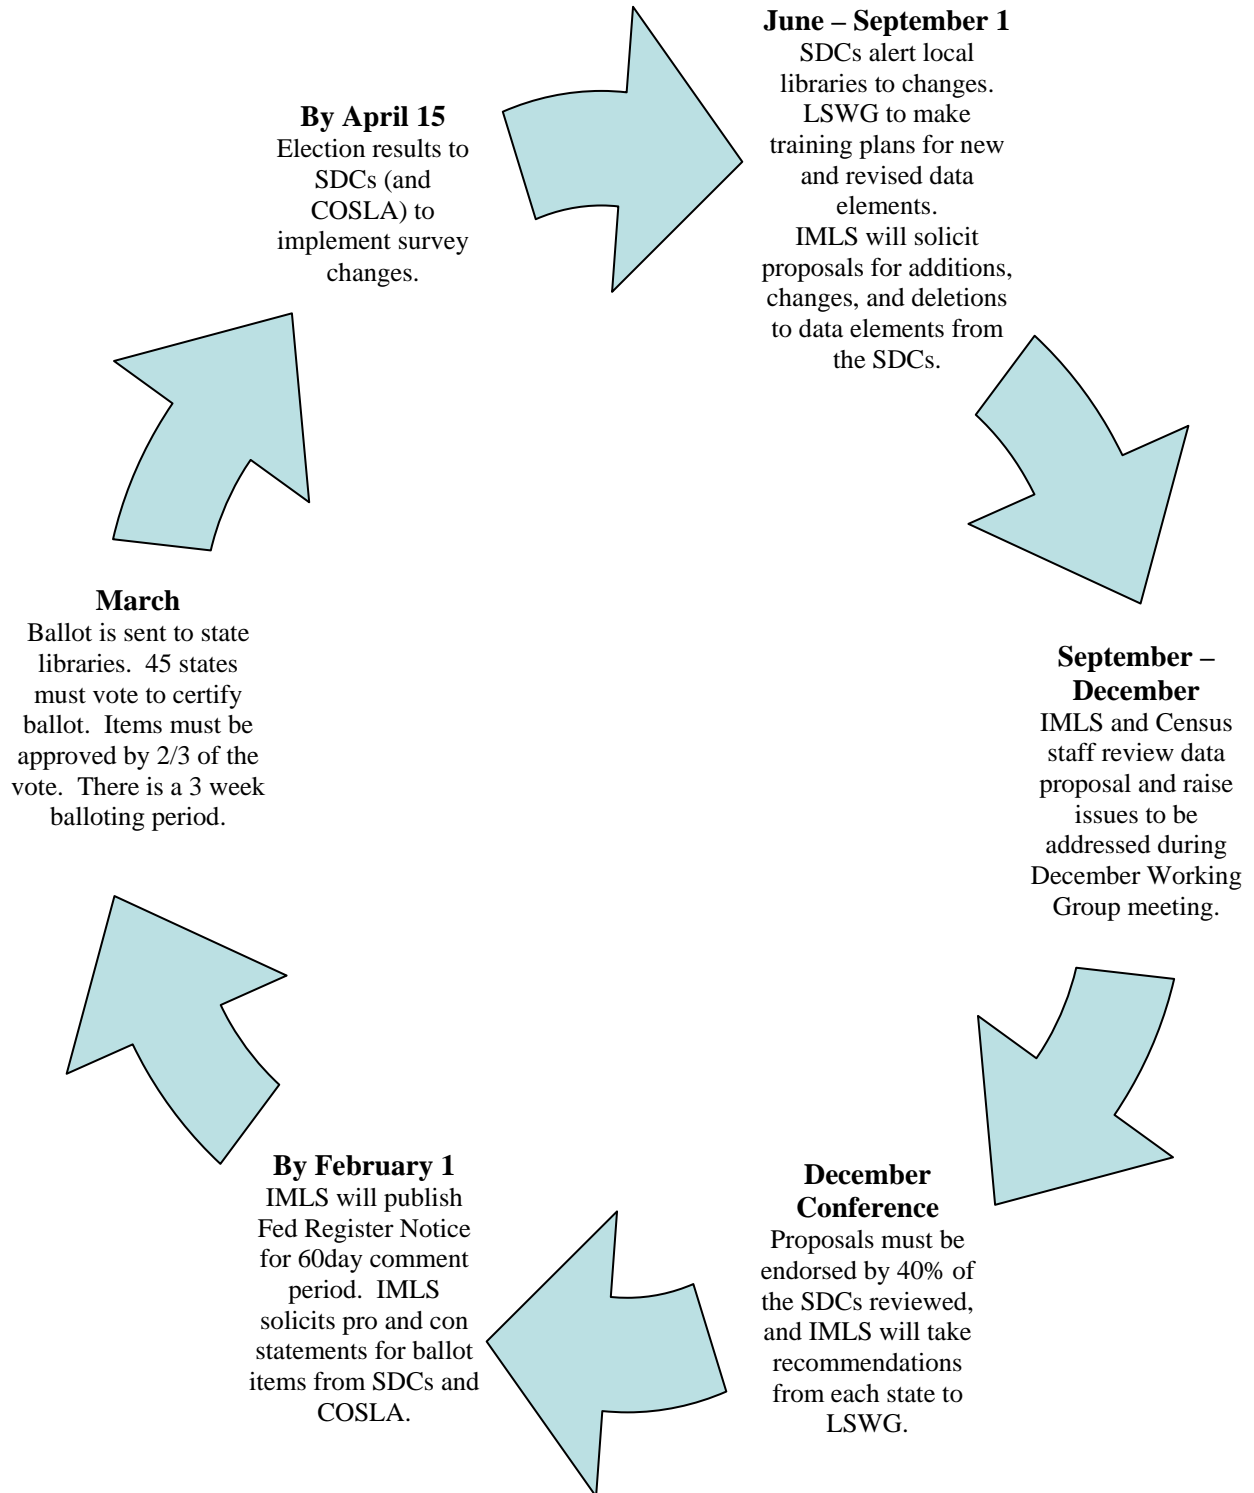 June – September 1
SDCs alert local
libraries to changes.
LSWG to make
training plans for new
and revised data
elements.
IMLS will solicit
proposals for additions,
changes, and deletions
to data elements from
the SDCs.
September –
December
IMLS and Census
staff review data
proposal and raise
issues to be
addressed during
December Working
Group meeting.
December
Conference
Proposals must be
endorsed by 40% of
the SDCs reviewed,
and IMLS will take
recommendations
from each state to
LSWG.
By February 1
IMLS will publish
Fed Register Notice
for 60day comment
period.  IMLS
solicits pro and con
statements for ballot
items from SDCs and
COSLA.
March
Ballot is sent to state
libraries.  45 states
must vote to certify
ballot.  Items must be
approved by 2/3 of the
vote.  There is a 3 week
balloting period.
By April 15
Election results to
SDCs (and
COSLA) to
implement survey
changes.